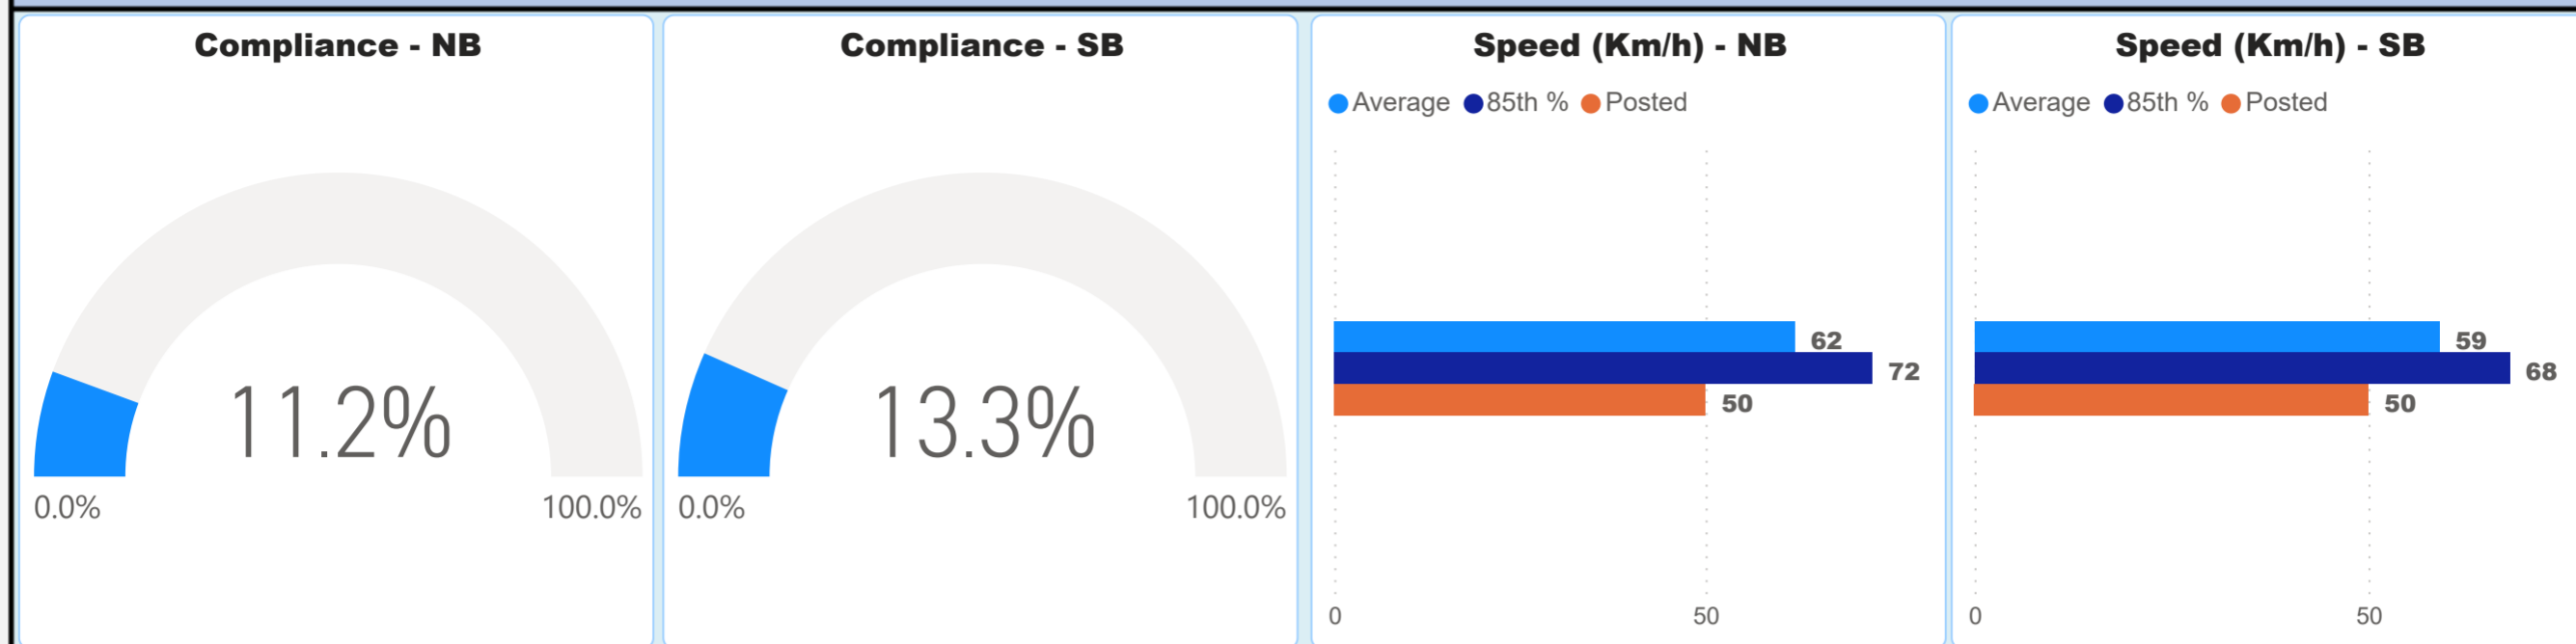 Compliance - NB
11.2%
0.0%
100.0%
Compliance - SB
13.3%
0.0%
100.0%
Speed (Km/h) - NB
Average 85th % Posted
62
72
50
0
50
Speed (Km/h) - SB
Average 85th % Posted
59
68
50
0
50